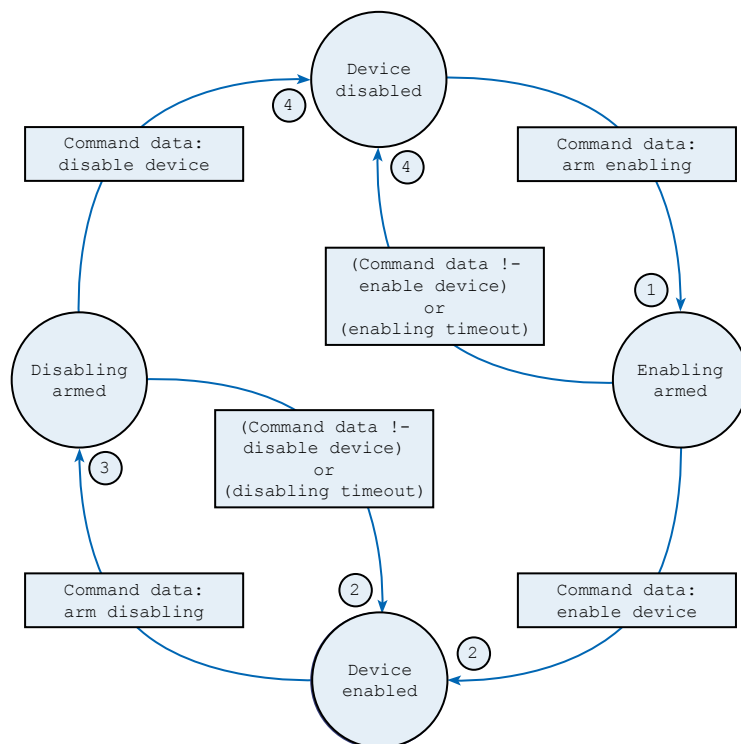 Device
disabled
4
Command data:
disable device
Command data:
arm enabling
4
(Command data !-
enable device)
or
(enabling timeout)
1
Disabling
armed
Enabling
armed
(Command data !-
disable device)
or
(disabling timeout)
3
Command data:
arm disabling
2
Command data:
enable device
2
Device
enabled